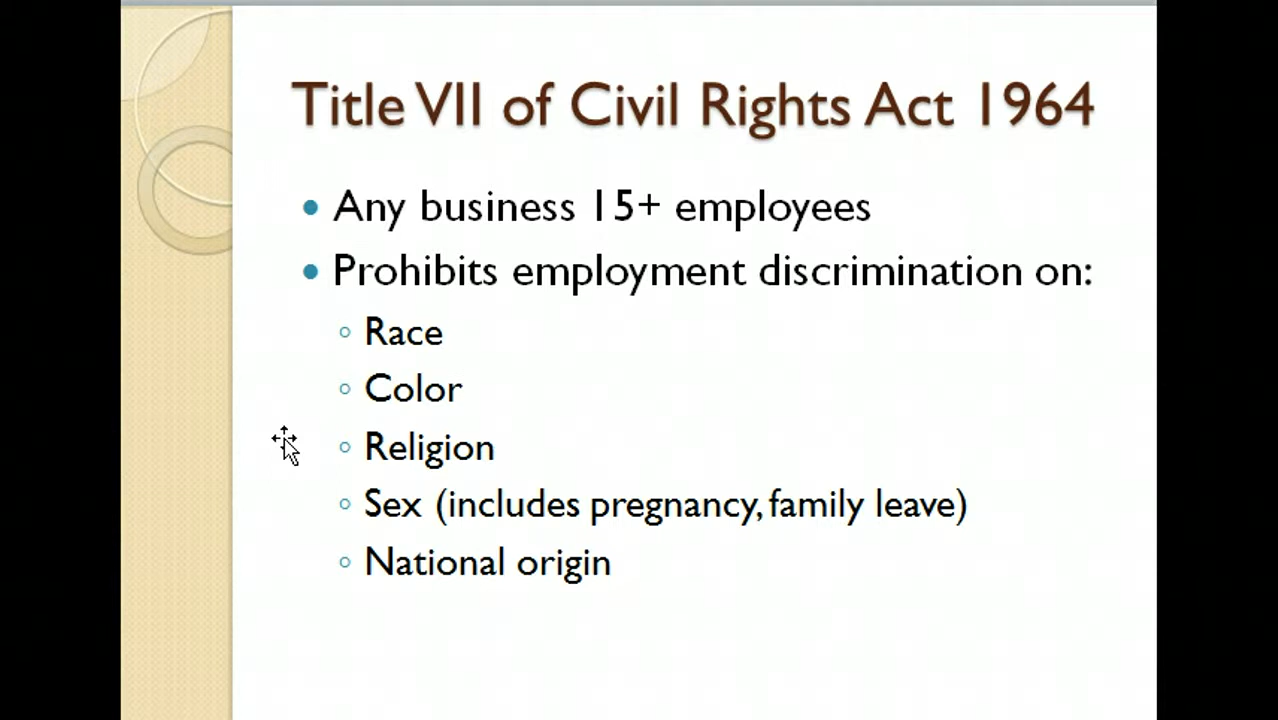 Title VII of Civil Rights Act 1964
• Any business 15+ employees
• Prohibits employment discrimination on:
◦ Race
◦ Color
◦ Religion
◦ Sex (includes pregnancy, family leave)
◦ National origin